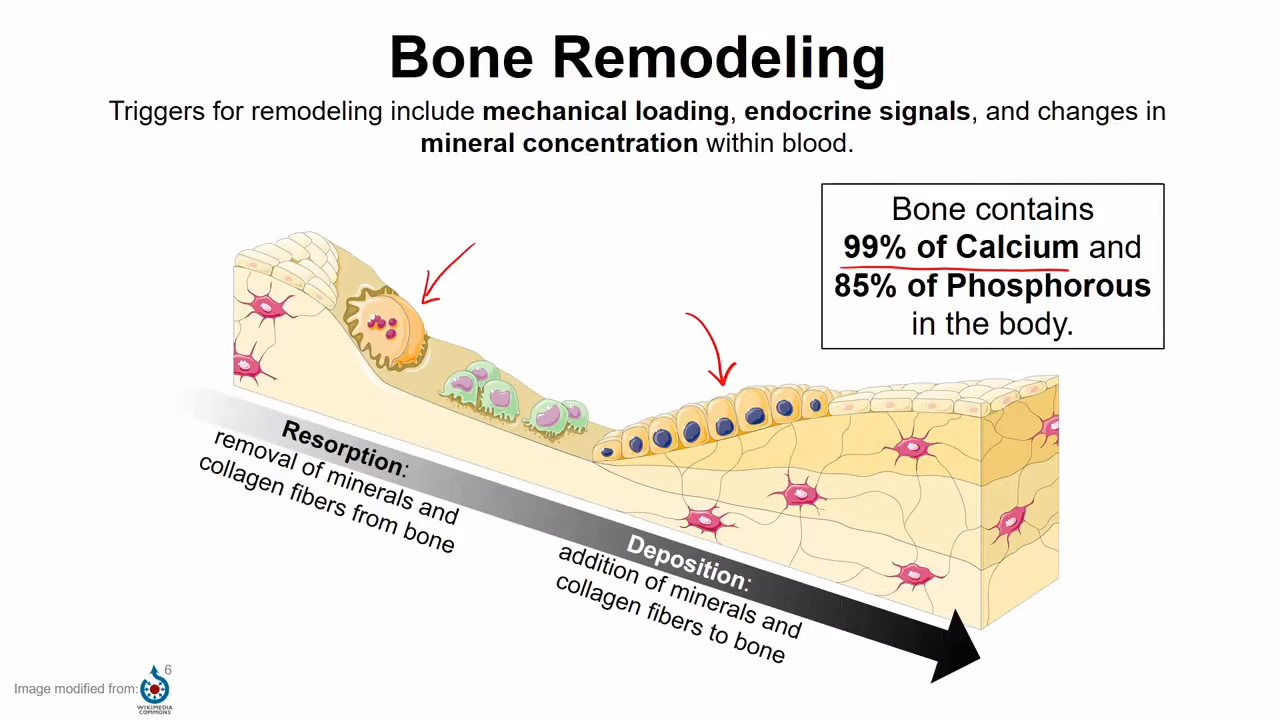 Bone Remodeling
Triggers for remodeling include mechanical loading, endocrine signals, and changes in
mineral concentration within blood.
Bone contains
99% of Calcium and
85% of Phosphorous
in the body.
Resorption:
removal of minerals and
collagen fibers from bone
Deposition:
addition of minerals and
collagen fibers to bone
6
Image modified from:
WIKIMEDIA
COMMONS